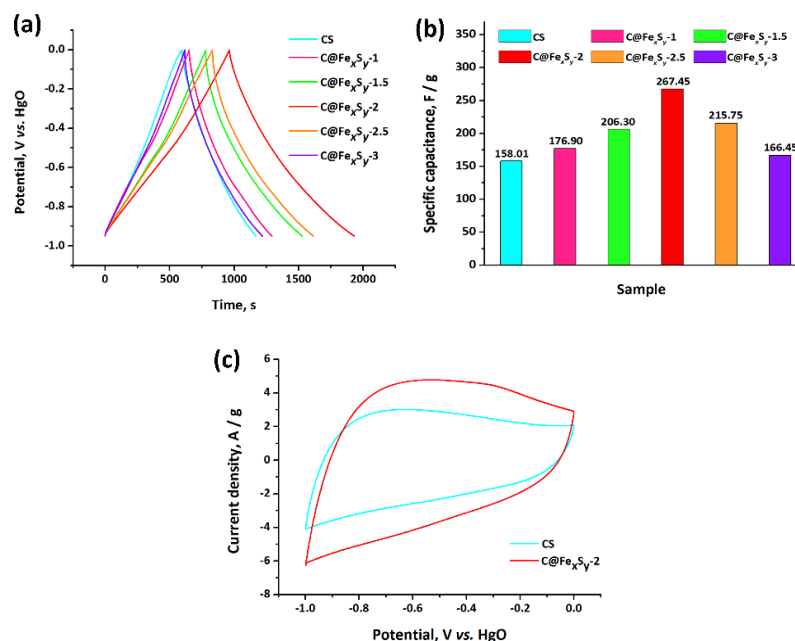 (a)
CS
C@FexSy-1
C@FexSy-1.5
C@FexSy-2
C@FexSy-2.5
C@FexSy-3
Potential, V vs. HgO
0.0
-0.2
-0.4
-0.6
-0.8
-1.0
0 500 1000 1500 2000
Time, s
(b)
CS C@FexSy-1 C@FexSy-1.5
C@FexSy-2 C@FexSy-2.5 C@FexSy-3
Specific capacitance, F / g
350
300
250
200
150
100
50
0
158.01 176.90 206.30 267.45 215.75 166.45
Sample
(c)
Current density, A / g
6
4
2
0
-2
-4
-6
-8
CS
C@FexSy-2
-1.0 -0.8 -0.6 -0.4 -0.2 0.0
Potential, V vs. HgO